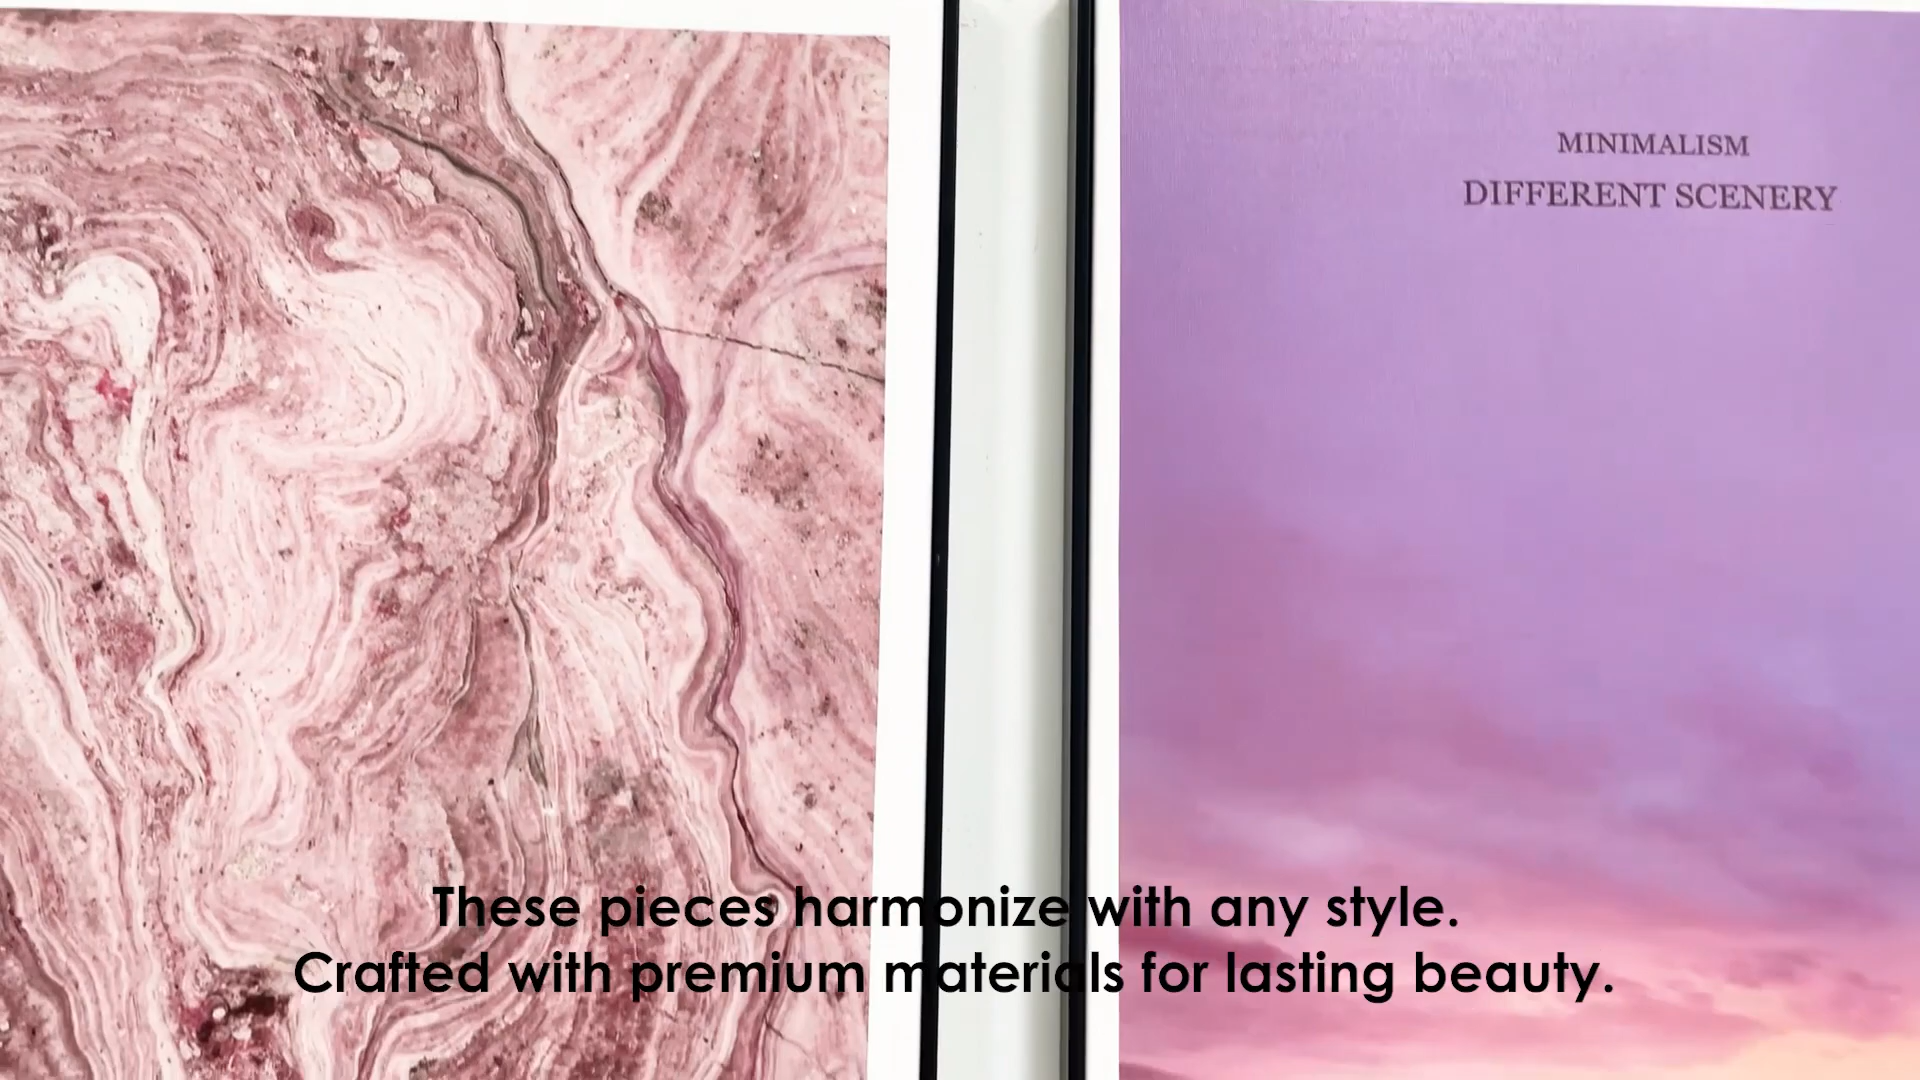 MINIMALISM
DIFFERENT SCENERY
These pieces harmonize with any style.
Crafted with premium materials for lasting beauty.